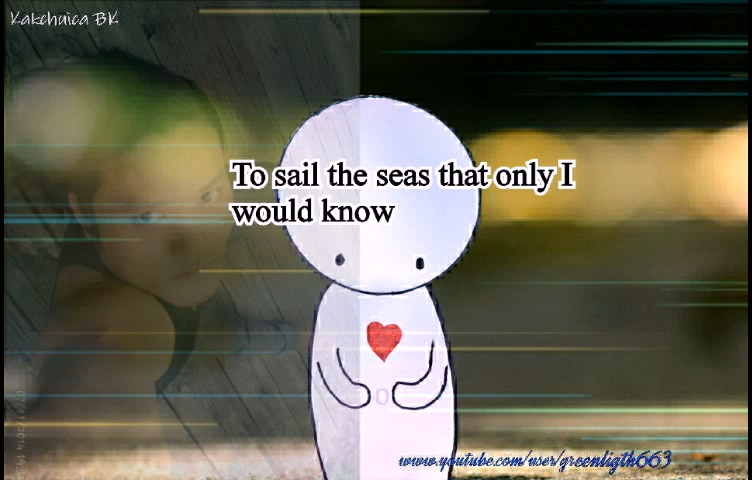 Kakchuica BK
To sail the seas that only I
would know
www.youtube.com/user/greenligth663